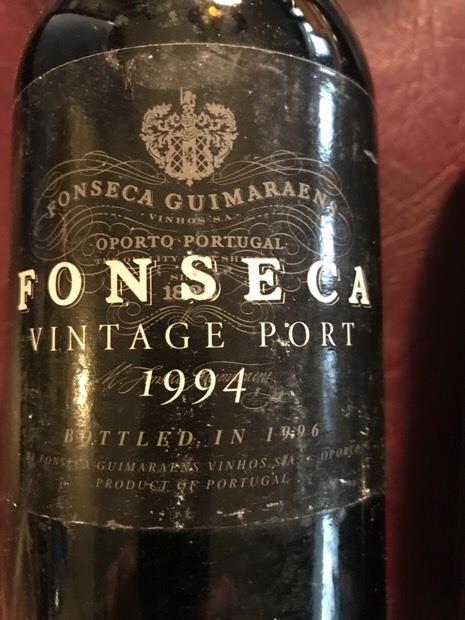 FONSECA GUIMARAENS
VINHOS S.A.
OPORTO·PORTUGAL
FONSECA
VINTAGE PORT
1994
BOTTLED IN 1996
FONSECA GUIMARAENS VINHOS S.A. OPORTO
PRODUCT OF PORTUGAL